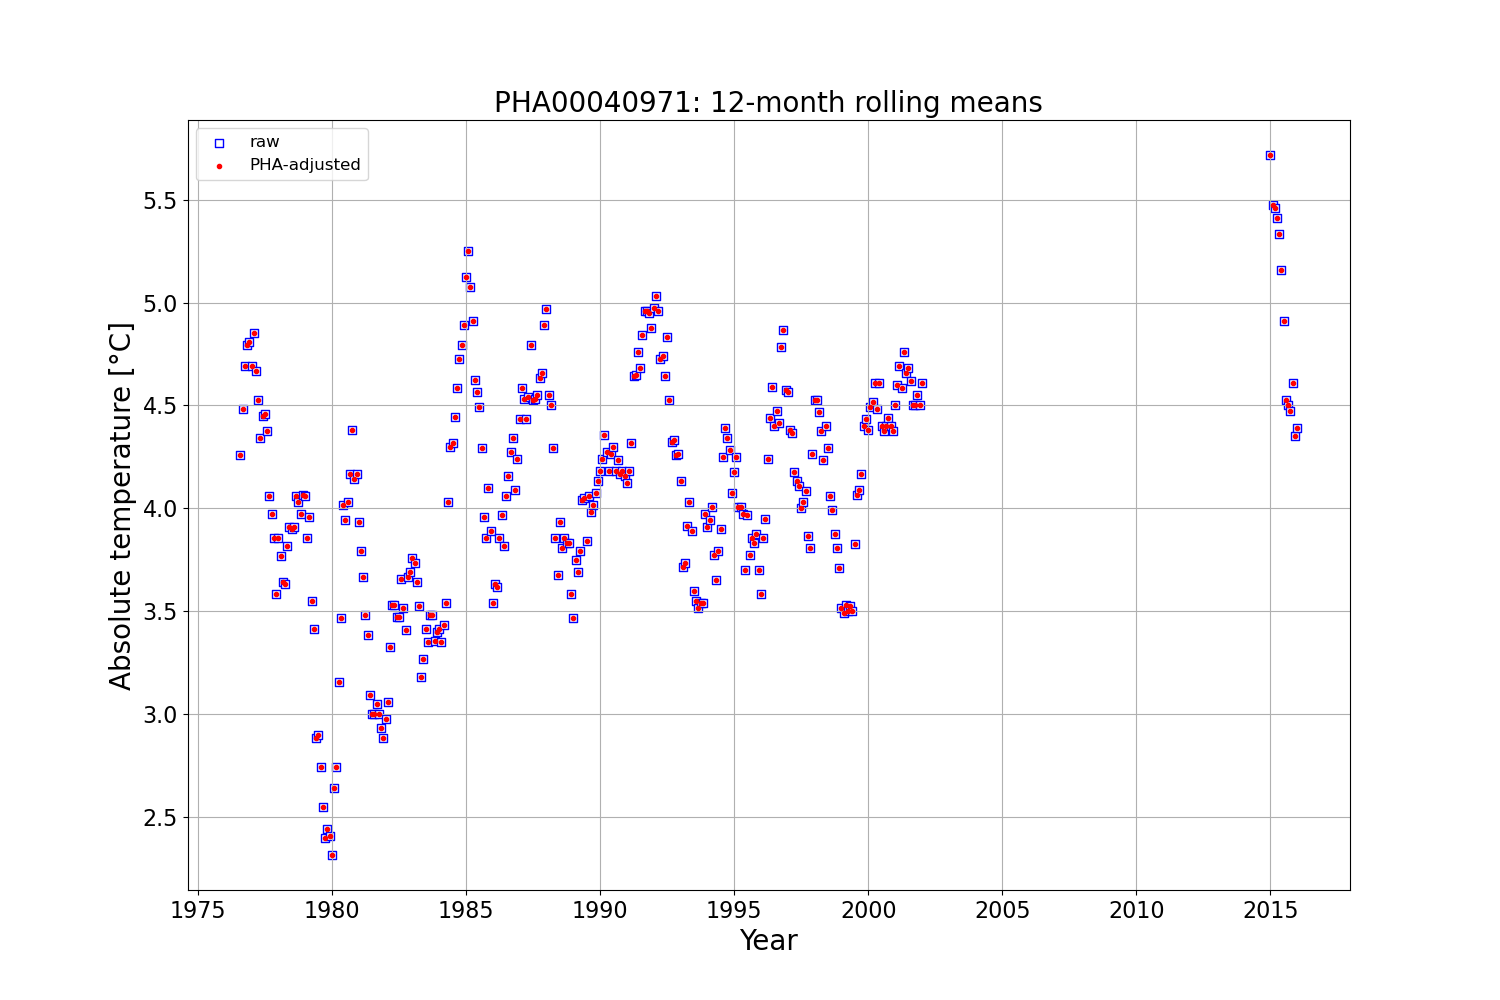 PHA00040971: 12-month rolling means
raw
PHA-adjusted
5.5
5.0
4.5
4.0
3.5
3.0
2.5
Absolute temperature [°C]
1975 1980 1985 1990 1995 2000 2005 2010 2015
Year